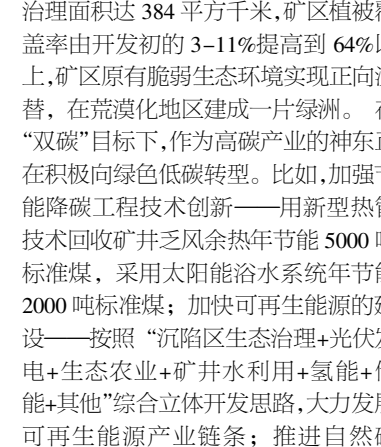 治理面积达 384 平方千米,矿区植被
盖率由开发初的 3-11%提高到 64%
上,矿区原有脆弱生态环境实现正向
替，在荒漠化地区建成一片绿洲。
“双碳”目标下,作为高碳产业的神东
在积极向绿色低碳转型。比如,加强
能降碳工程技术创新——用新型热
技术回收矿井乏风余热年节能 5000
标准煤，采用太阳能浴水系统年节
2000 吨标准煤；加快可再生能源的
设——按照“沉陷区生态治理+光伏
电+生态农业+矿井水利用+氢能+
能+其他”综合立体开发思路,大力发
可再生能源产业链条；推进自然